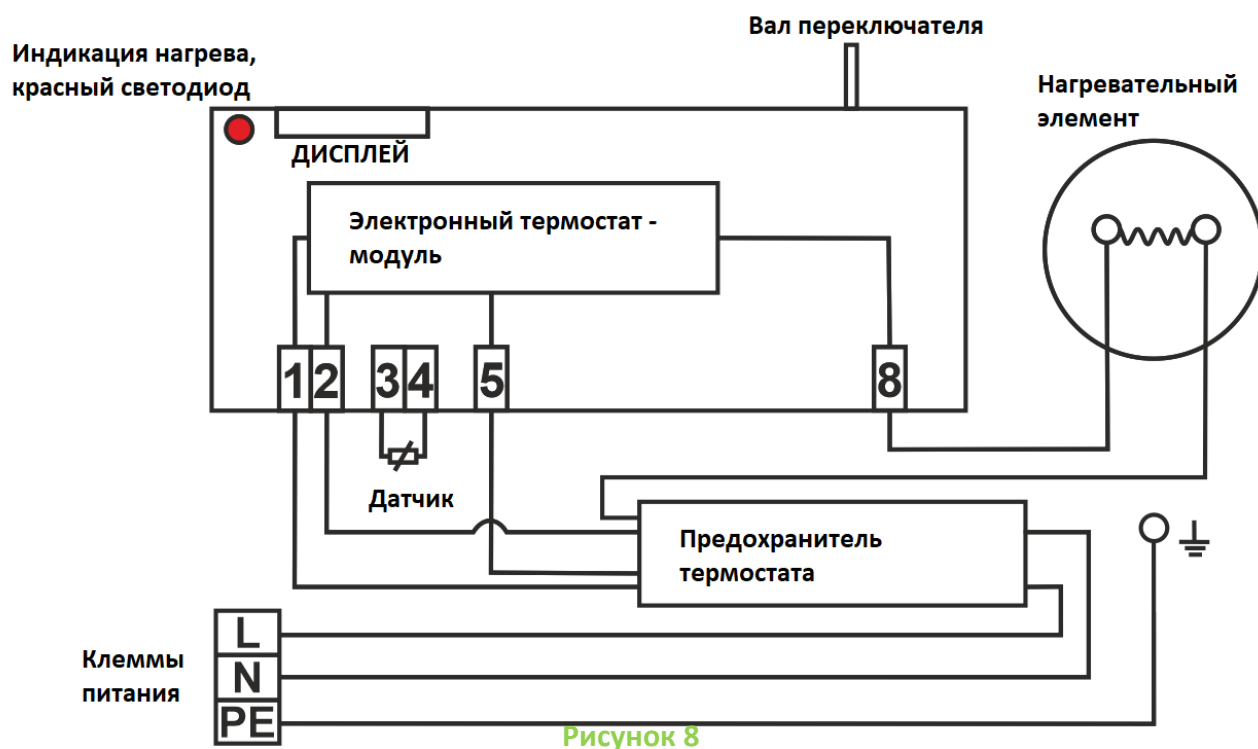 Вал переключателя
Индикация нагрева,
красный светодиод
Нагревательный
элемент
ДИСПЛЕЙ
Электронный термостат -
модуль
1
2
3
4
5
8
Датчик
Предохранитель
термостата
Клеммы
питания
L
N
PE
Рисунок 8